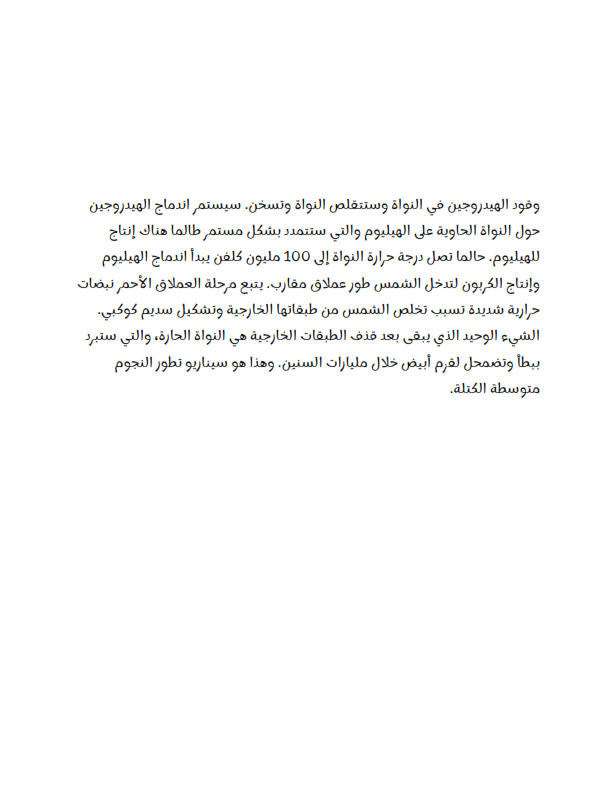 وقود الهيدروجين في النواة وستتقلص النواة وتسخن. سيستمر اندماج الهيدروجين
حول النواة الحاوية على الهيليوم والتي ستتمدد بشكل مستمر طالما هناك إنتاج
للهيليوم. حالما تصل درجة حرارة النواة إلى 100 مليون كلفن يبدأ اندماج الهيليوم
وإنتاج الكربون لتدخل الشمس طور عملاق مقارب. يتبع مرحلة العملاق الأحمر نبضات
حرارية شديدة تسبب تخلص الشمس من طبقاتها الخارجية وتشكيل سديم كوكبي.
الشيء الوحيد الذي يبقى بعد قذف الطبقات الخارجية هي النواة الحارة، والتي ستبرد
ببطأ وتضمحل لقزم أبيض خلال مليارات السنين. وهذا هو سيناريو تطور النجوم
متوسطة الكتلة.